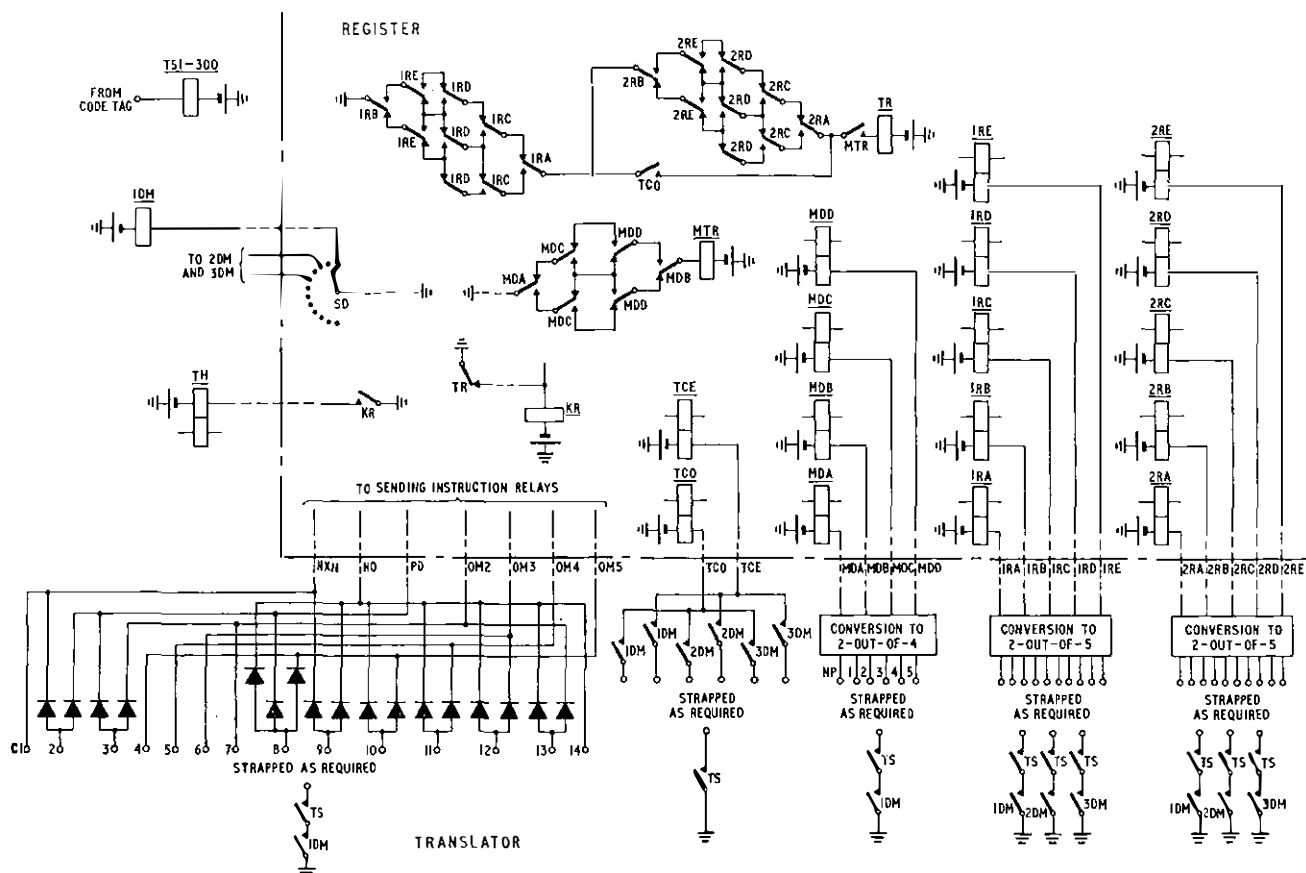 REGISTER
TS1-300
FROM
CODE TAG
1RE
1RD
1RB
1RC
1RE
1RD
1RA
1RD
1RC
2RE
2RD
2RB
2RC
2RE
2RD
2RA
2RD
2RC
TCO
MTR
TR
1DM
TO 2DM
AND 3DM
SD
MDC
MDD
MTR
MDA
MDB
MDC
MDD
TH
KR
TR
KR
TCE
TCO
MDD
MDC
MDB
MDA
1RE
1RD
1RC
1RB
1RA
2RE
2RD
2RC
2RB
2RA
TO SENDING INSTRUCTION RELAYS
NXN NO PD OM2 OM3 OM4 OM5
TCO TCE
MDA MDB MDC MDD
1RA 1RB 1RC 1RD 1RE
2RA 2RB 2RC 2RD 2RE
1DM 1DM 2DM 2DM 3DM 3DM
CONVERSION TO
2-OUT-OF-4
CONVERSION TO
2-OUT-OF-5
CONVERSION TO
2-OUT-OF-5
NP 1 2 3 4 5
C1 2 3 4 5 6 7 8 9 10 11 12 13 14
STRAPPED AS REQUIRED
TS
1DM
TRANSLATOR
STRAPPED
AS REQUIRED
TS
STRAPPED
AS REQUIRED
TS
1DM
STRAPPED
AS REQUIRED
TS TS TS
1DM 2DM 3DM
STRAPPED
AS REQUIRED
TS TS TS
1DM 2DM 3DM